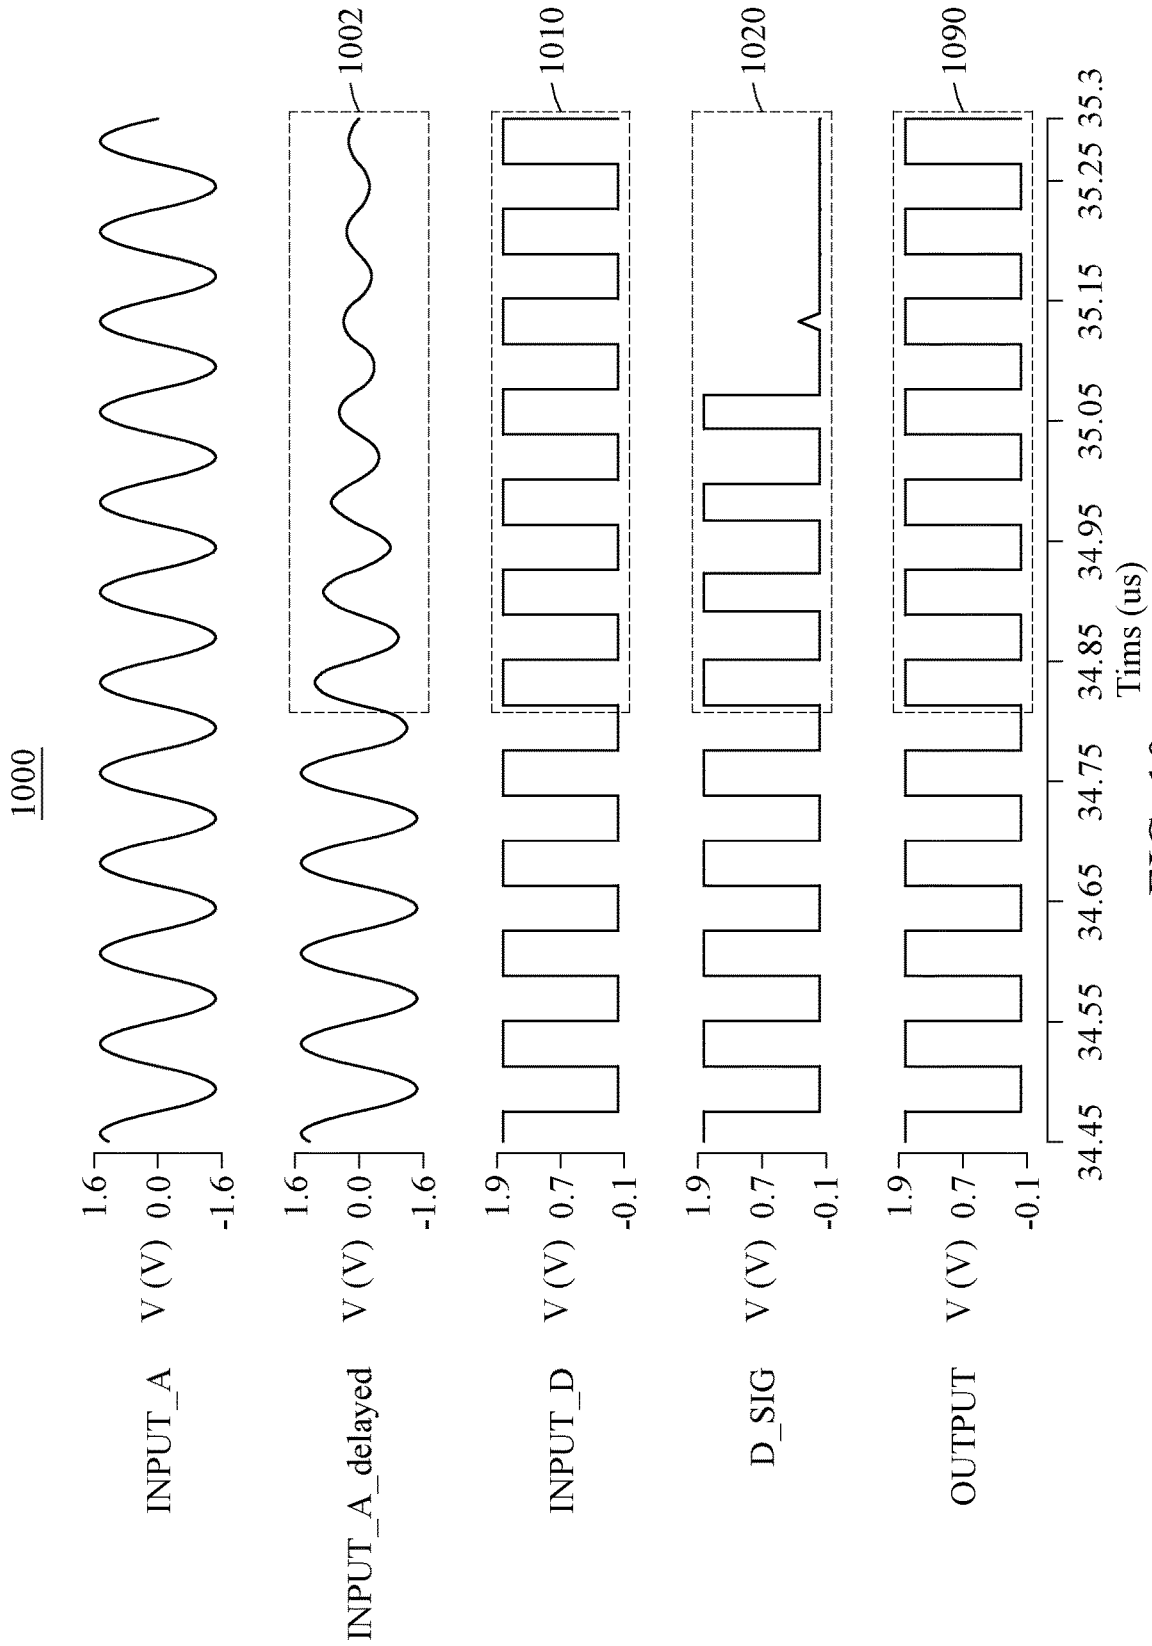 1000
INPUT_A
V (V)
1.6
0.0
-1.6
INPUT_A_delayed
V (V)
1.6
0.0
-1.6
1002
INPUT_D
V (V)
1.9
0.7
-0.1
1010
D_SIG
V (V)
1.9
0.7
-0.1
1020
OUTPUT
V (V)
1.9
0.7
-0.1
1090
34.45 34.55 34.65 34.75 34.85 34.95 35.05 35.15 35.25 35.3
Tims (us)